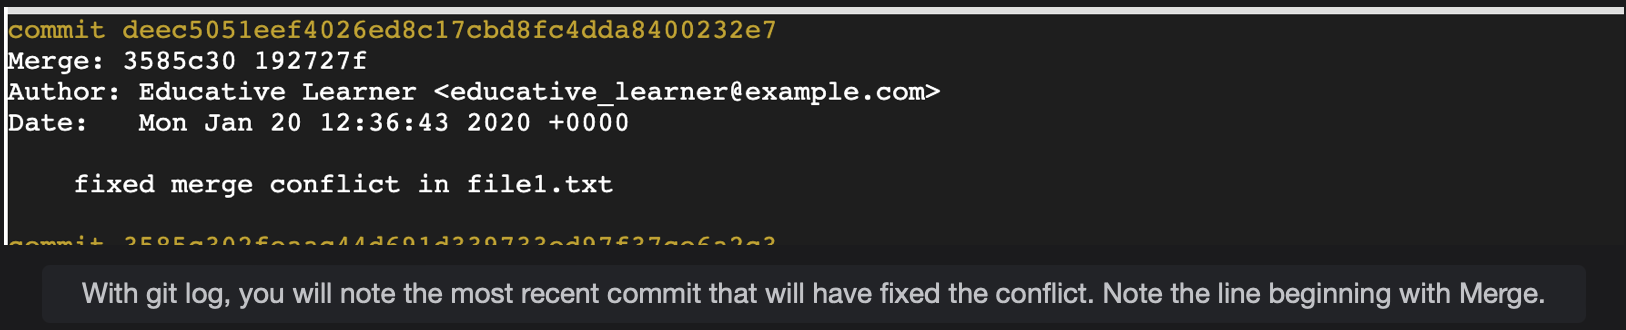 commit deec5051eef4026ed8c17cbd8fc4dda8400232e7
Merge: 3585c30 192727f
Author: Educative Learner <educative_learner@example.com>
Date:   Mon Jan 20 12:36:43 2020 +0000
fixed merge conflict in file1.txt
commit
With git log, you will note the most recent commit that will have fixed the conflict. Note the line beginning with Merge.